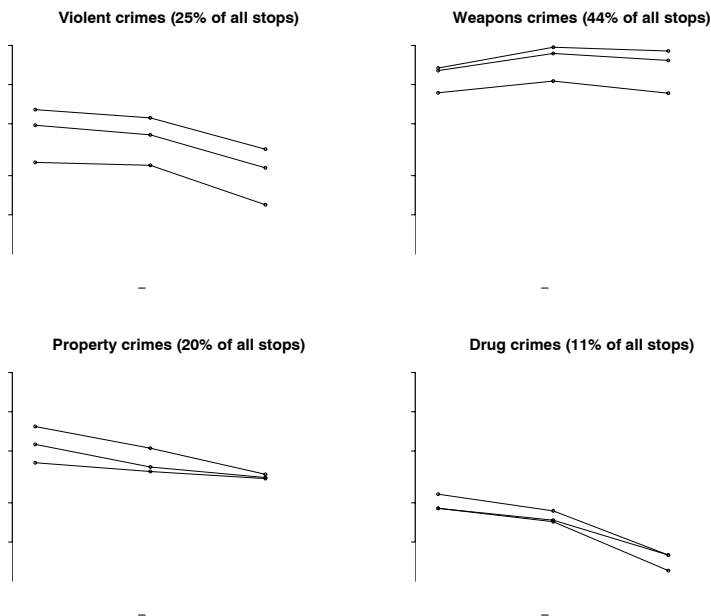 Violent crimes (25% of all stops)
Weapons crimes (44% of all stops)
Property crimes (20% of all stops)
Drug crimes (11% of all stops)